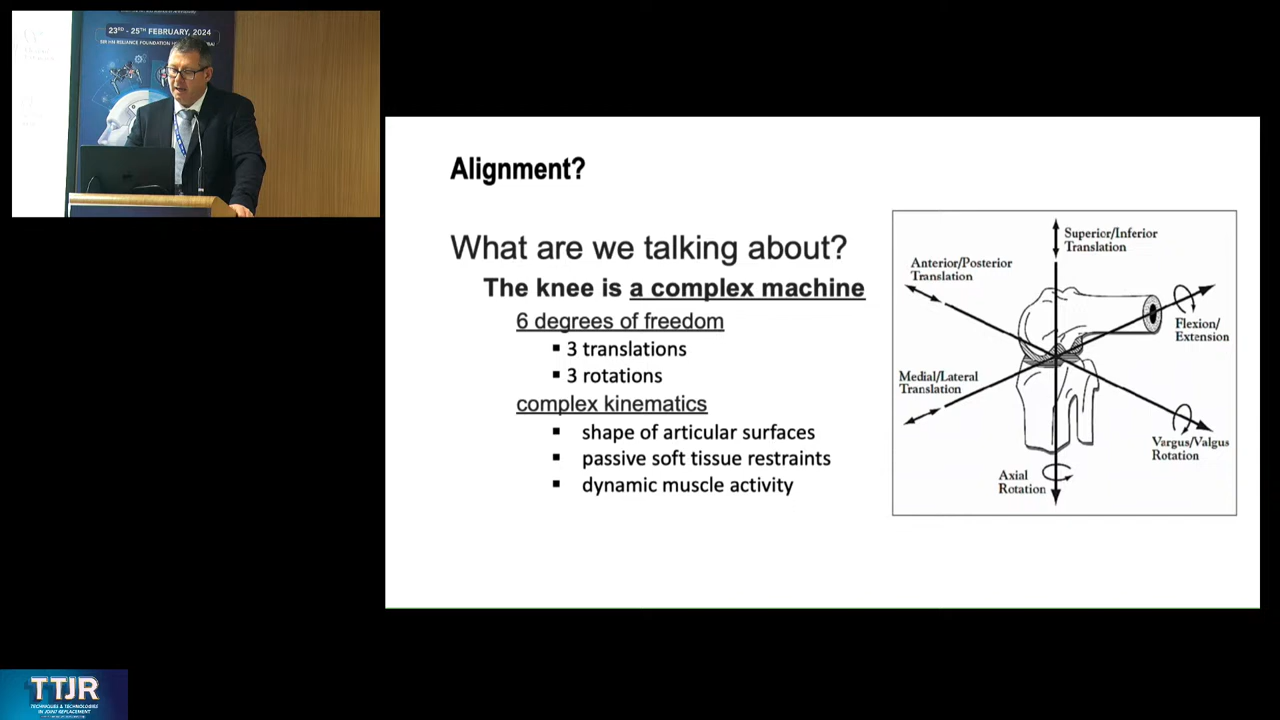 23RD - 25TH FEBRUARY, 2024
Alignment?
What are we talking about?
The knee is a complex machine
6 degrees of freedom
▪ 3 translations
▪ 3 rotations
complex kinematics
▪ shape of articular surfaces
▪ passive soft tissue restraints
▪ dynamic muscle activity
Superior/Inferior
Translation
Anterior/Posterior
Translation
Flexion/
Extension
Medial/Lateral
Translation
Vargus/Valgus
Rotation
Axial
Rotation
TTJR
TECHNIQUES & TECHNOLOGIES
IN JOINT REPLACEMENT